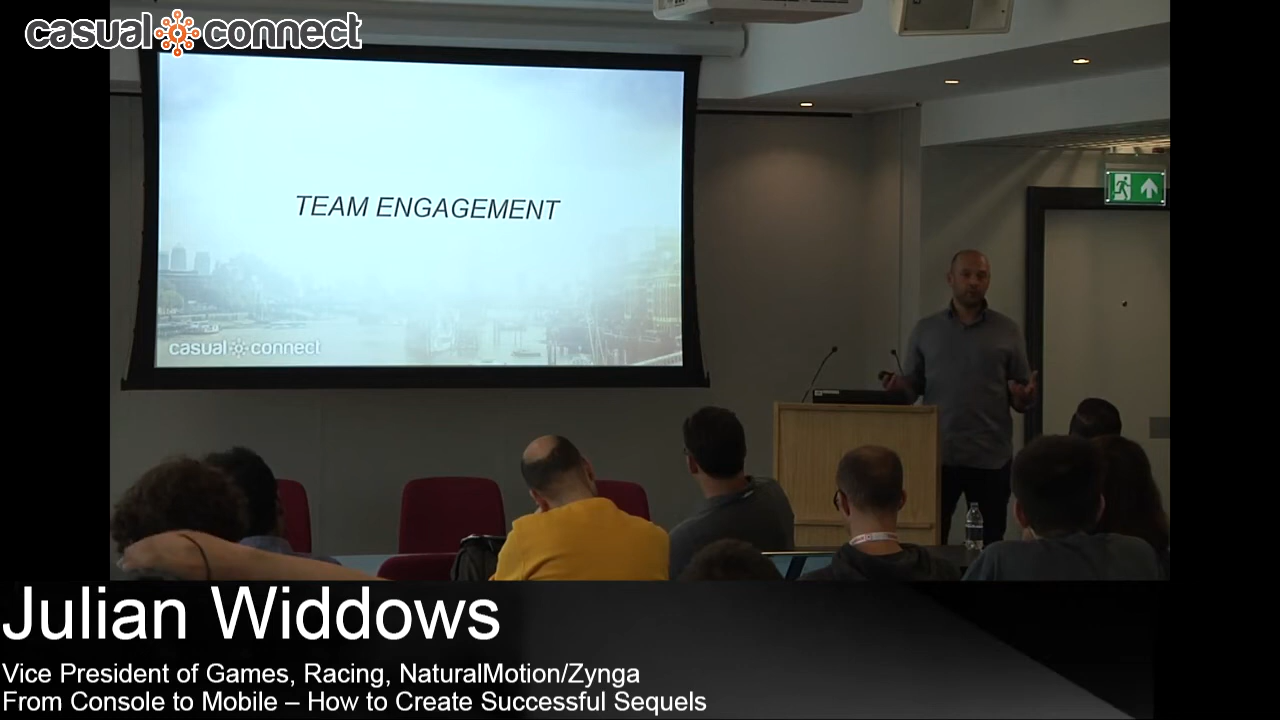 casual connect
TEAM ENGAGEMENT
casual connect
Julian Widdows
Vice President of Games, Racing, NaturalMotion/Zynga
From Console to Mobile – How to Create Successful Sequels